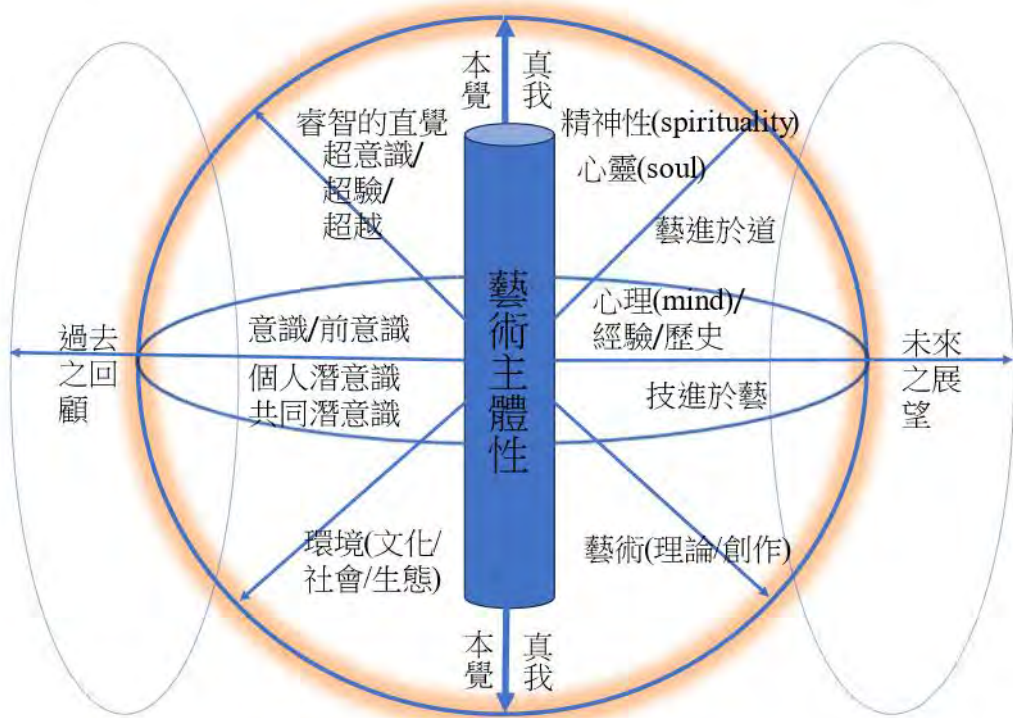 本覺
真我
睿智的直覺
超意識/
超驗/
超越
精神性(spirituality)
心靈(soul)
藝進於道
藝術主體性
過去
之回
顧
意識/前意識
個人潛意識
共同潛意識
心理(mind)/
經驗/歷史
技進於藝
未來
之展
望
環境(文化/
社會/生態)
藝術(理論/創作)
本覺
真我